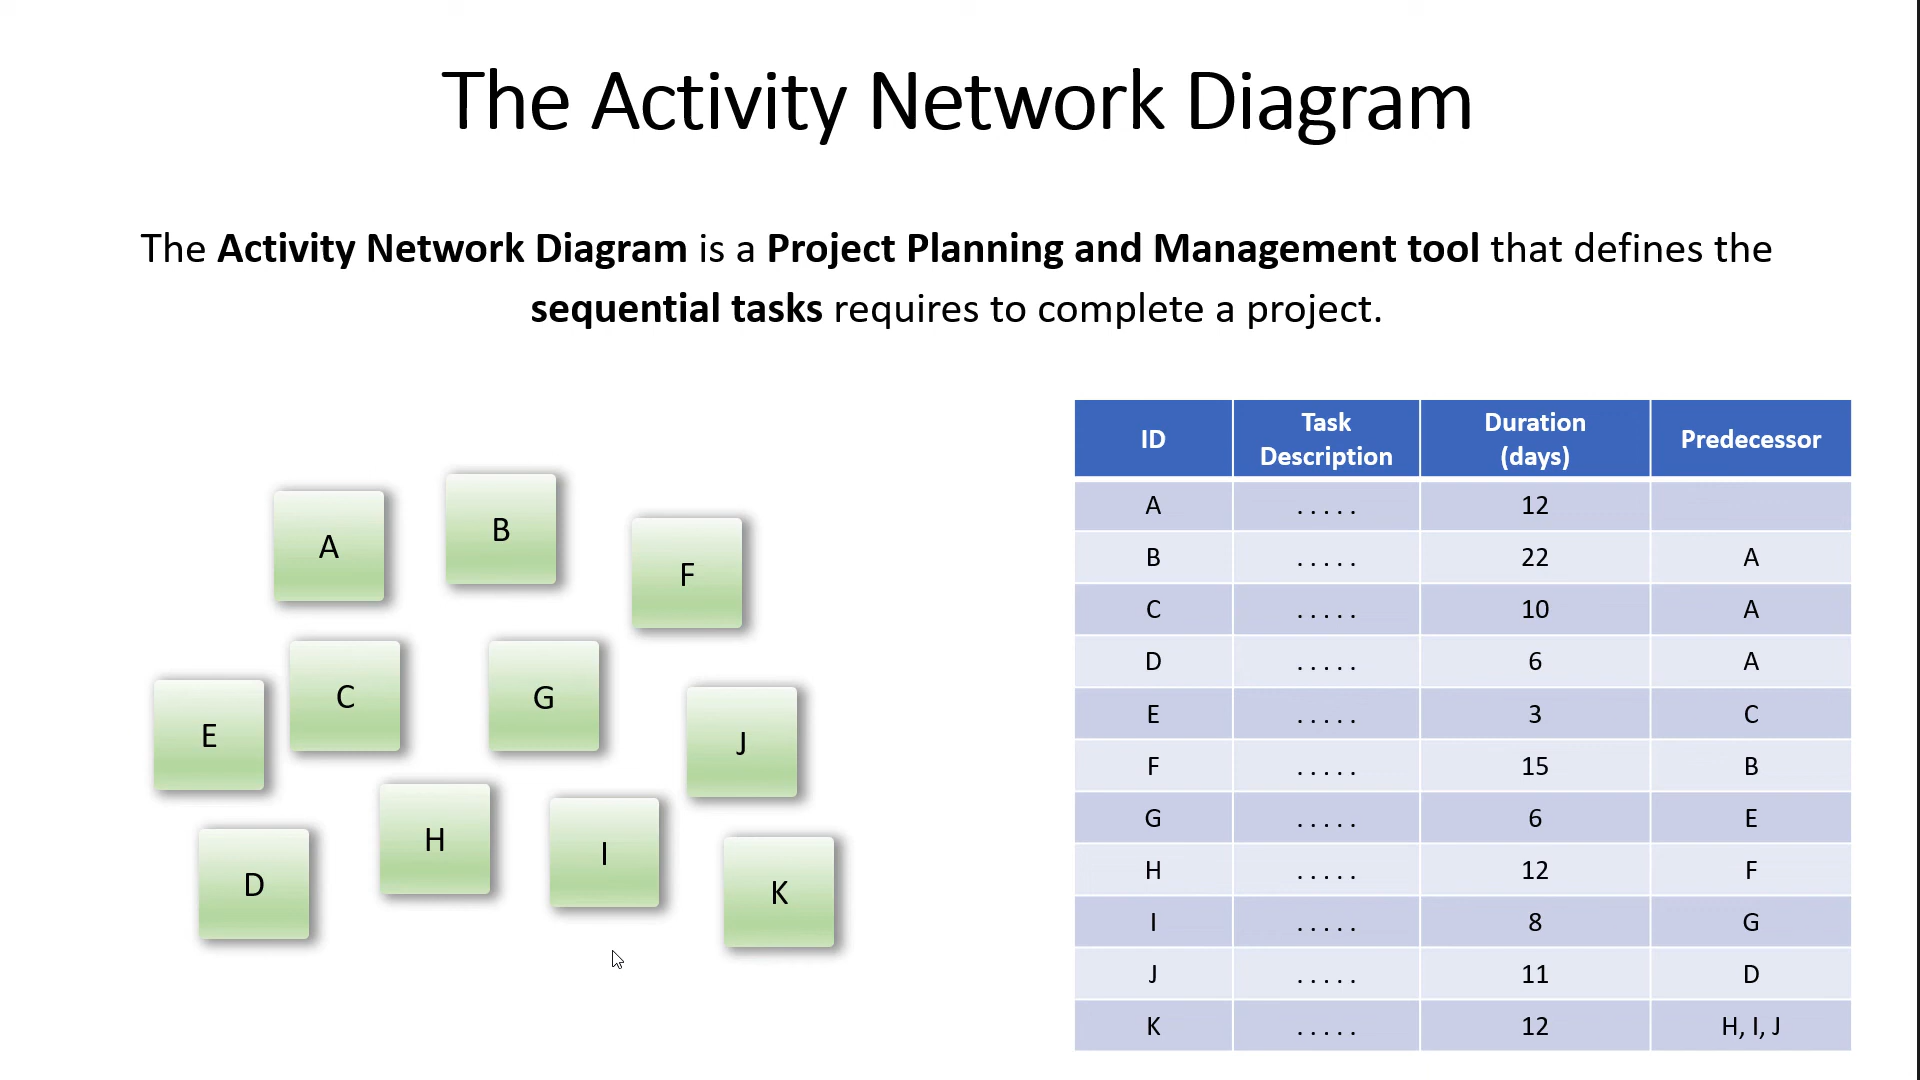 The Activity Network Diagram
The Activity Network Diagram is a Project Planning and Management tool that defines the
sequential tasks requires to complete a project.
A
B
F
C
G
E
J
H
I
D
K
ID Task Description Duration (days) Predecessor
A . . . . . 12
B . . . . . 22 A
C . . . . . 10 A
D . . . . . 6 A
E . . . . . 3 C
F . . . . . 15 B
G . . . . . 6 E
H . . . . . 12 F
I . . . . . 8 G
J . . . . . 11 D
K . . . . . 12 H, I, J